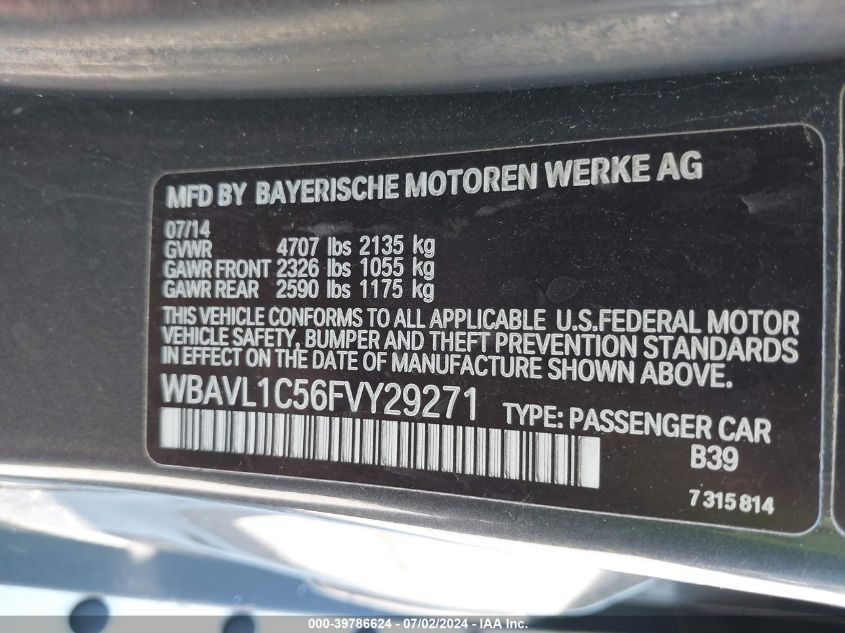 MFD BY BAYERISCHE MOTOREN WERKE AG
07/14
GVWR 4707 lbs 2135 kg
GAWR FRONT 2326 lbs 1055 kg
GAWR REAR 2590 lbs 1175 kg
THIS VEHICLE CONFORMS TO ALL APPLICABLE U.S.FEDERAL MOTOR
VEHICLE SAFETY, BUMPER AND THEFT PREVENTION STANDARDS
IN EFFECT ON THE DATE OF MANUFACTURE SHOWN ABOVE.
WBAVL1C56FVY29271 TYPE: PASSENGER CAR
B39
7 315 814
000-39786624 - 07/02/2024 - IAA Inc.